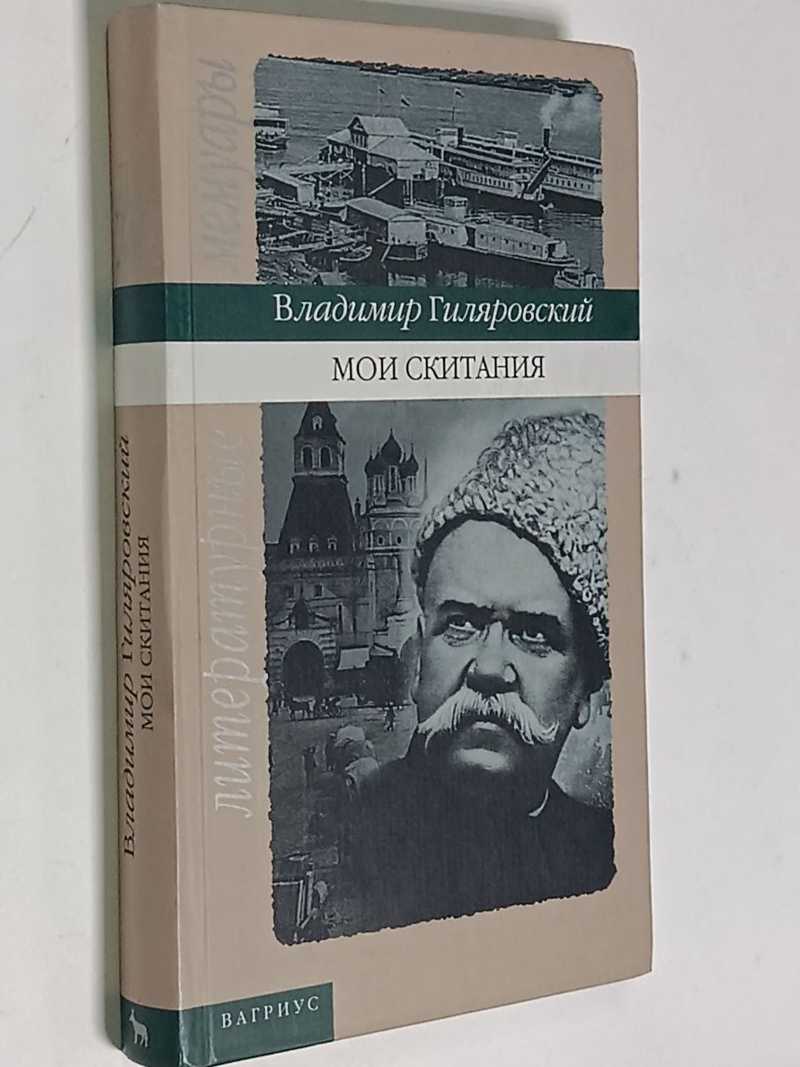 литературные мемуары
Владимир Гиляровский
МОИ СКИТАНИЯ
ВАГРИУС
Владимир Гиляровский
МОИ СКИТАНИЯ